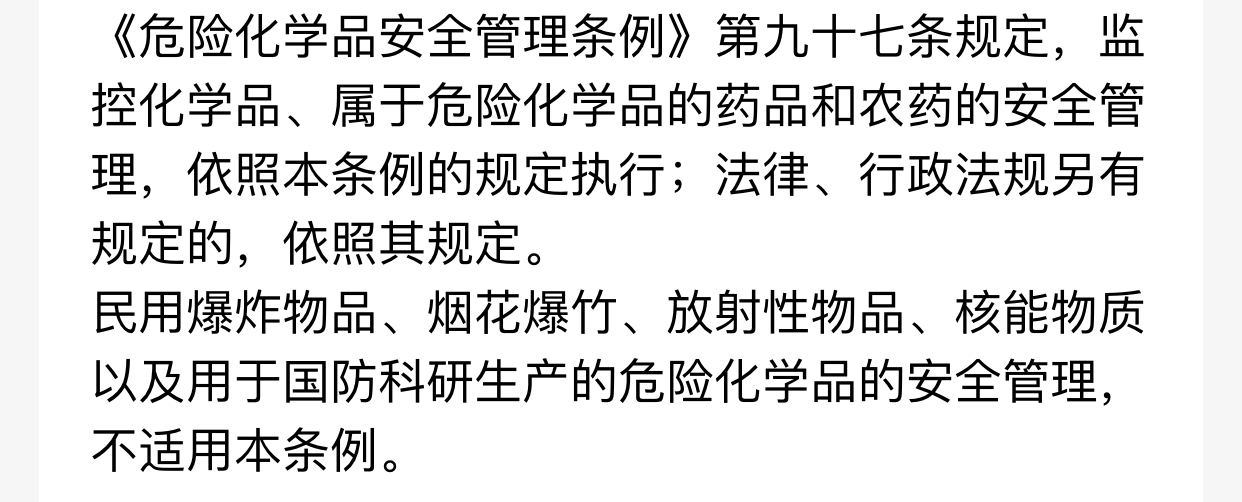 《危险化学品安全管理条例》第九十七条规定，监
控化学品、属于危险化学品的药品和农药的安全管
理，依照本条例的规定执行；法律、行政法规另有
规定的，依照其规定。
民用爆炸物品、烟花爆竹、放射性物品、核能物质
以及用于国防科研生产的危险化学品的安全管理，
不适用本条例。